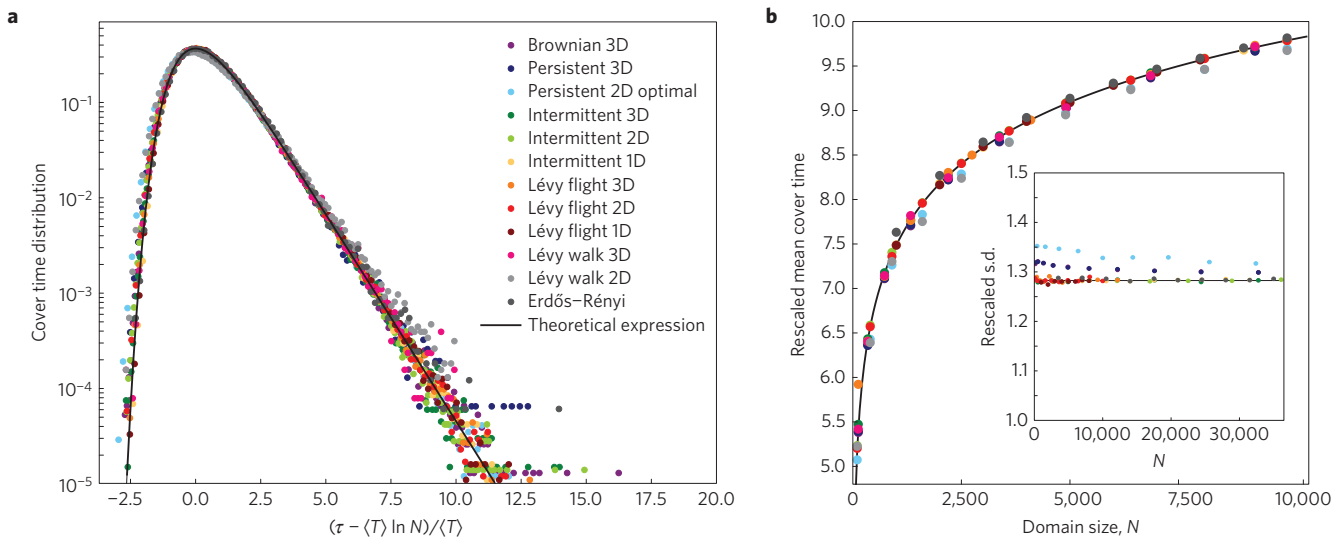 a
Cover time distribution
10⁻¹
10⁻²
10⁻³
10⁻⁴
10⁻⁵
−2.5 0.0 2.5 5.0 7.5 10.0 12.5 15.0 17.5 20.0
(τ − ⟨T⟩ ln N)/⟨T⟩
Brownian 3D
Persistent 3D
Persistent 2D optimal
Intermittent 3D
Intermittent 2D
Intermittent 1D
Lévy flight 3D
Lévy flight 2D
Lévy flight 1D
Lévy walk 3D
Lévy walk 2D
Erdős–Rényi
Theoretical expression
b
Rescaled mean cover time
10.0
9.5
9.0
8.5
8.0
7.5
7.0
6.5
6.0
5.5
5.0
0 2,500 5,000 7,500 10,000
Domain size, N
Rescaled s.d.
1.5
1.4
1.3
1.2
1.1
1.0
0 10,000 20,000 30,000
N